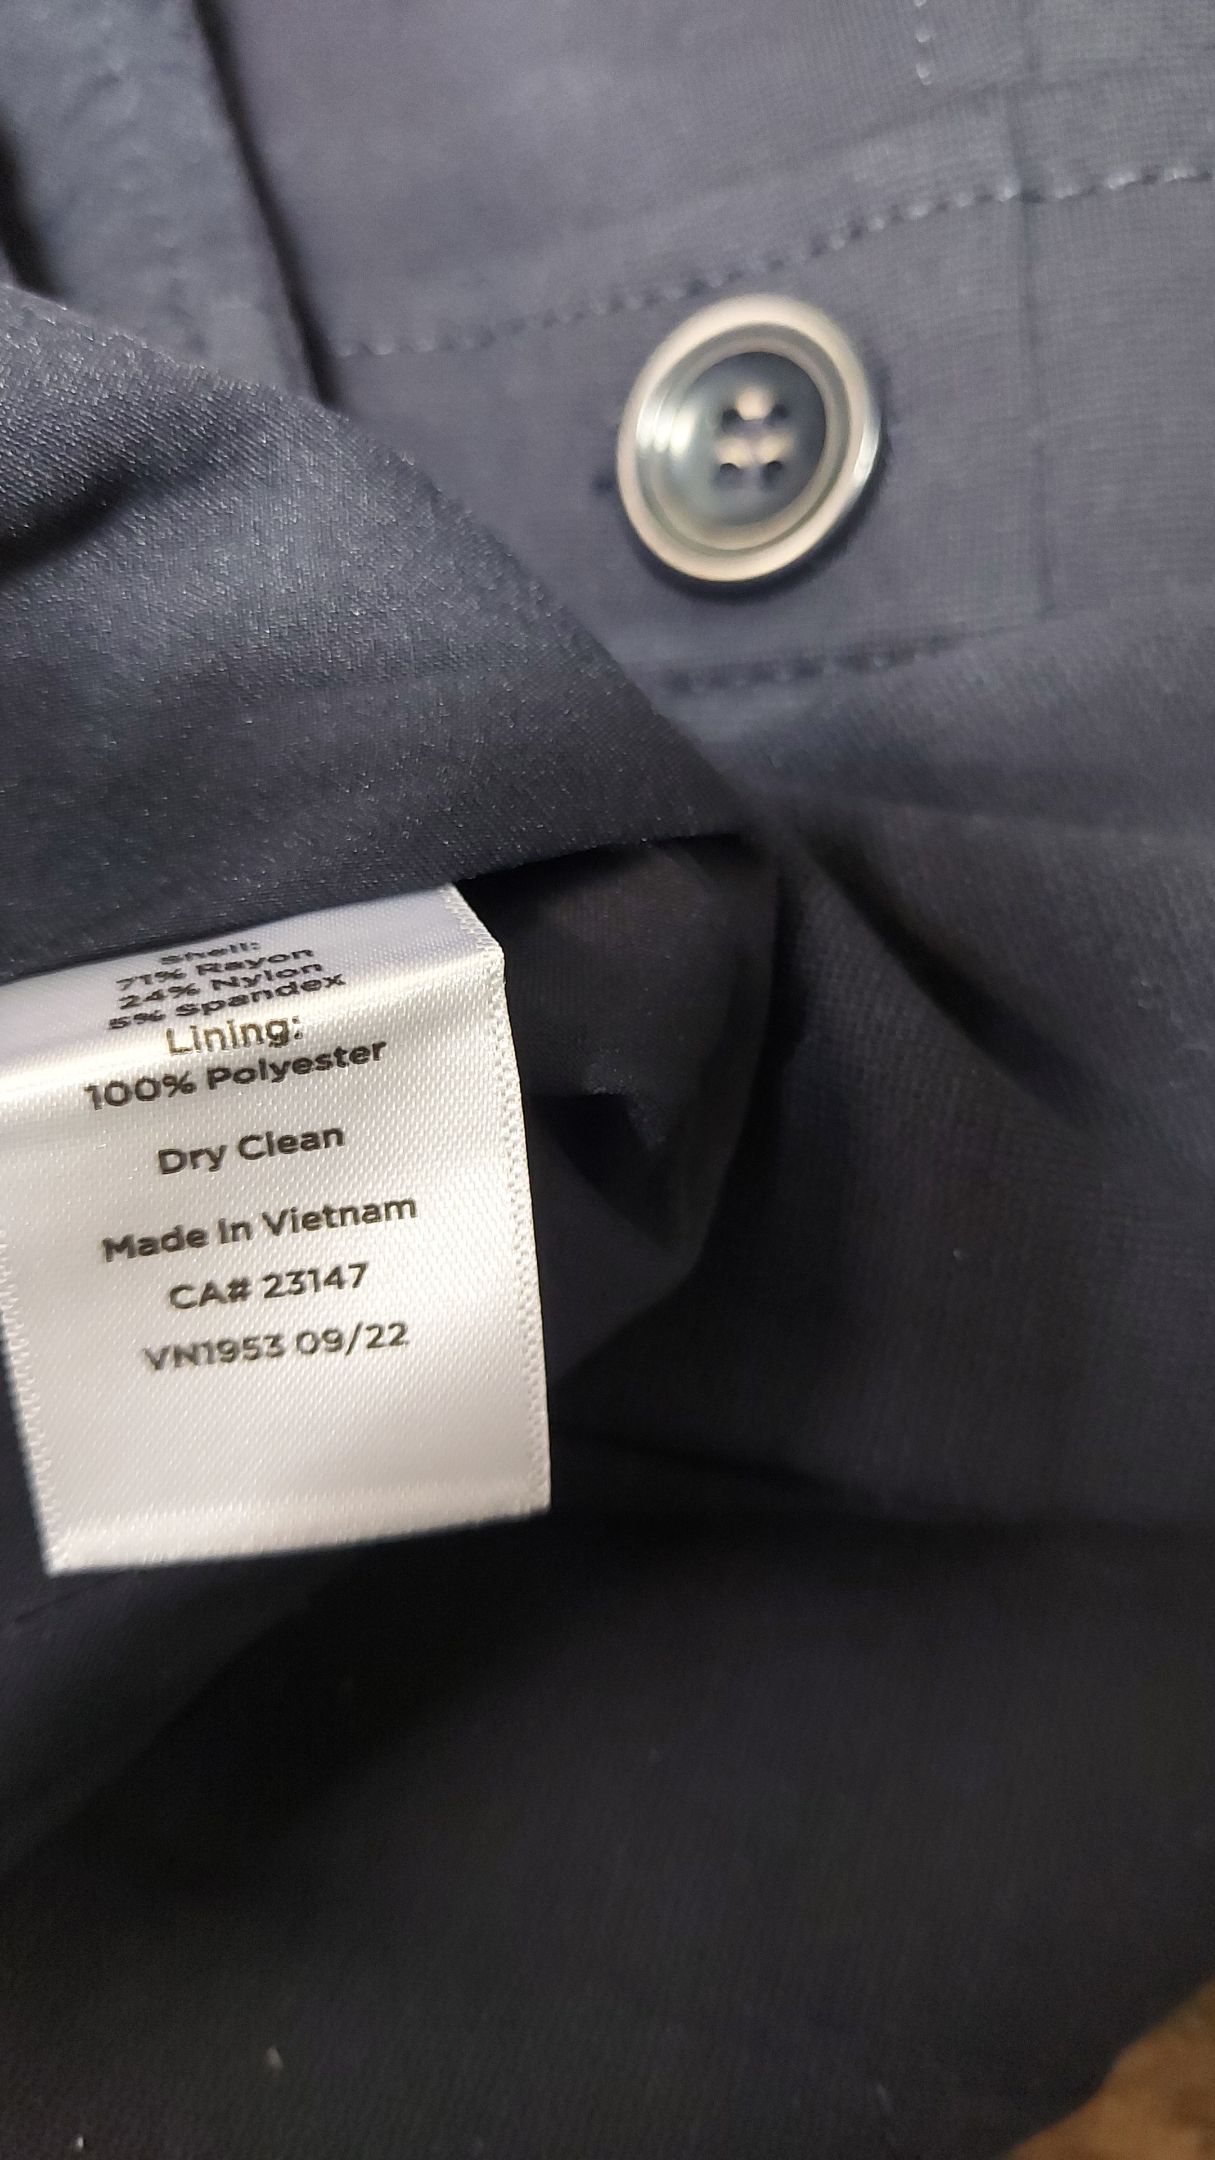 Shell:
71% Rayon
24% Nylon
5% Spandex
Lining:
100% Polyester
Dry Clean
Made In Vietnam
CA# 23147
VN1953 09/22